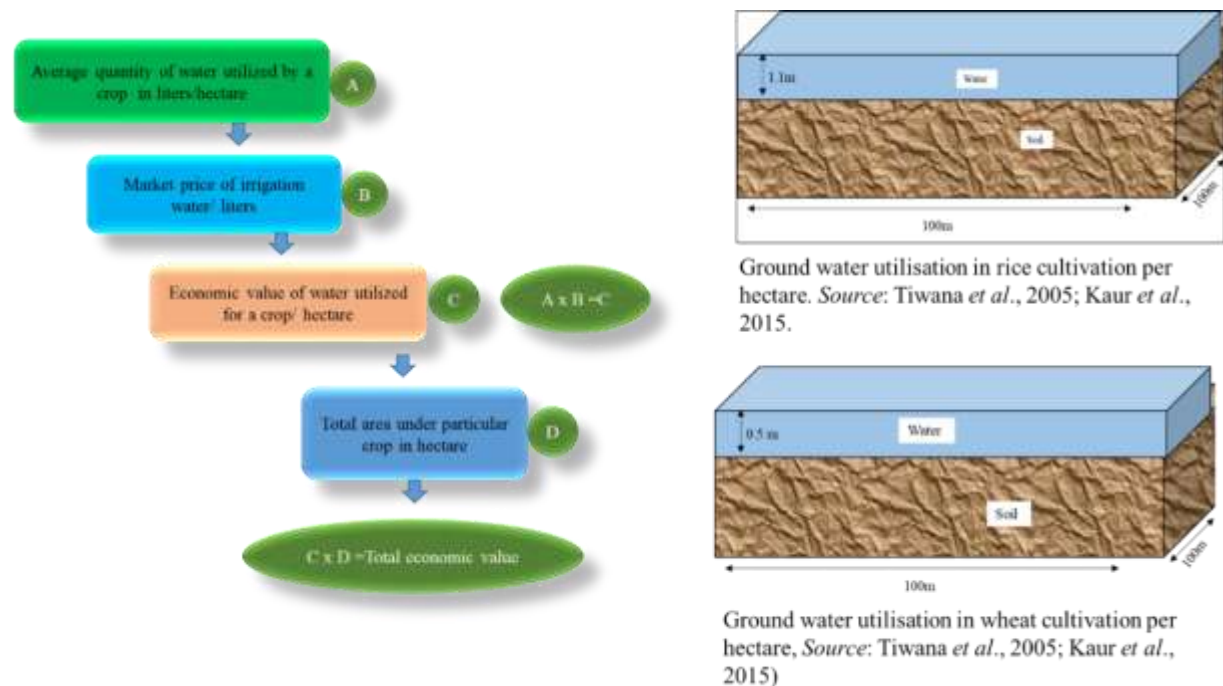 Average quantity of water utilized by a
crop in liters/hectare
A
Market price of irrigation
water/ liters
B
Economic value of water utilized
for a crop/ hectare
C
A x B =C
Total area under particular
crop in hectare
D
C x D =Total economic value
1.1m
Water
Soil
100m
100m
Ground water utilisation in rice cultivation per
hectare. Source: Tiwana et al., 2005; Kaur et al.,
2015.
0.5 m
Water
Soil
100m
100m
Ground water utilisation in wheat cultivation per
hectare, Source: Tiwana et al., 2005; Kaur et al.,
2015)